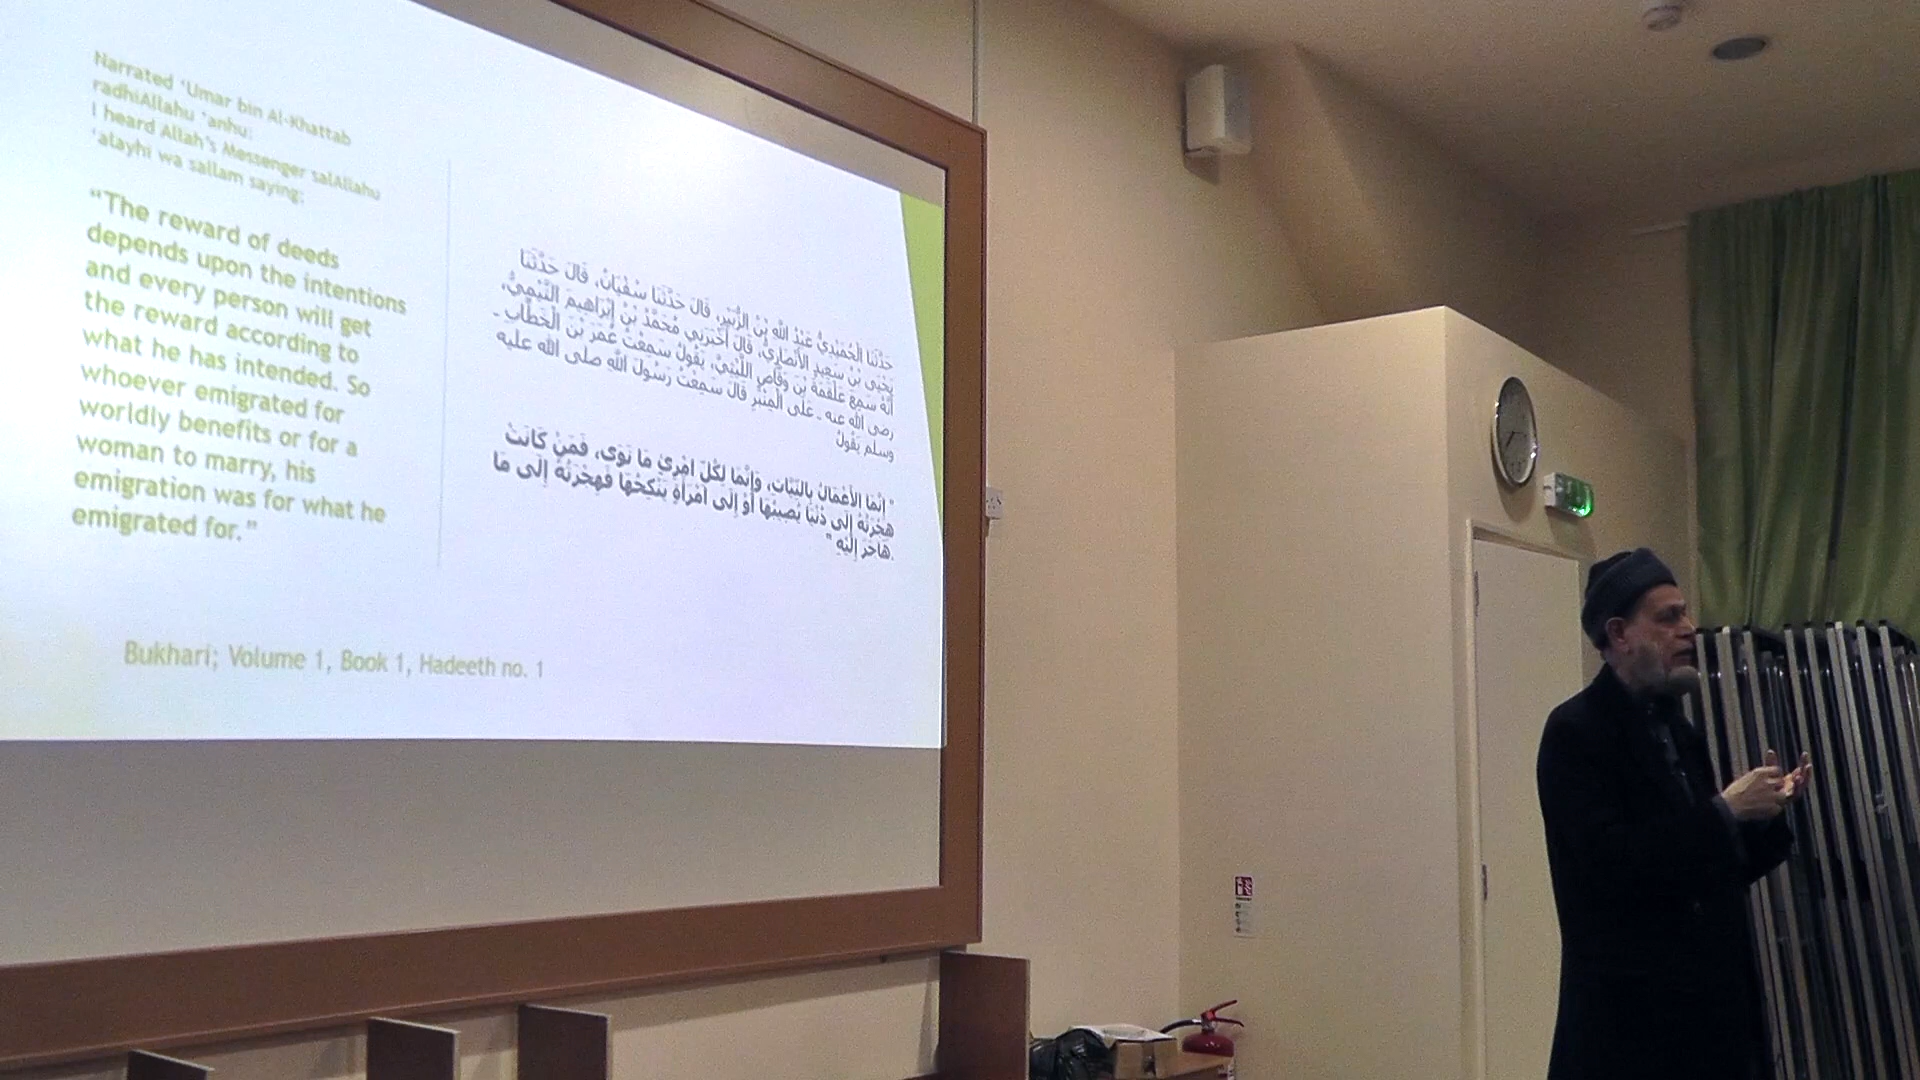 Narrated ‘Umar bin Al-Khattab
radhiAllahu ‘anhu:
I heard Allah’s Messenger salAllahu
‘alayhi wa sallam saying;
“The reward of deeds
depends upon the intentions
and every person will get
the reward according to
what he has intended. So
whoever emigrated for
worldly benefits or for a
woman to marry, his
emigration was for what he
emigrated for.”
حَدَّثَنَا الْحُمَيْدِيُّ عَبْدُ اللَّهِ بْنُ الزُّبَيْرِ، قَالَ حَدَّثَنَا سُفْيَانُ، قَالَ حَدَّثَنَا
يَحْيَى بْنُ سَعِيدٍ الأَنْصَارِيُّ، قَالَ أَخْبَرَنِي مُحَمَّدُ بْنُ إِبْرَاهِيمَ التَّيْمِيُّ،
أَنَّهُ سَمِعَ عَلْقَمَةَ بْنَ وَقَّاصٍ اللَّيْثِيَّ، يَقُولُ سَمِعْتُ عُمَرَ بْنَ الْخَطَّابِ ـ
رضى الله عنه ـ عَلَى الْمِنْبَرِ قَالَ سَمِعْتُ رَسُولَ اللَّهِ صلى الله عليه
وسلم يَقُولُ
" إِنَّمَا الأَعْمَالُ بِالنِّيَّاتِ، وَإِنَّمَا لِكُلِّ امْرِئٍ مَا نَوَى، فَمَنْ كَانَتْ
هِجْرَتُهُ إِلَى دُنْيَا يُصِيبُهَا أَوْ إِلَى امْرَأَةٍ يَنْكِحُهَا فَهِجْرَتُهُ إِلَى مَا
هَاجَرَ إِلَيْهِ ".
Bukhari; Volume 1, Book 1, Hadeeth no. 1